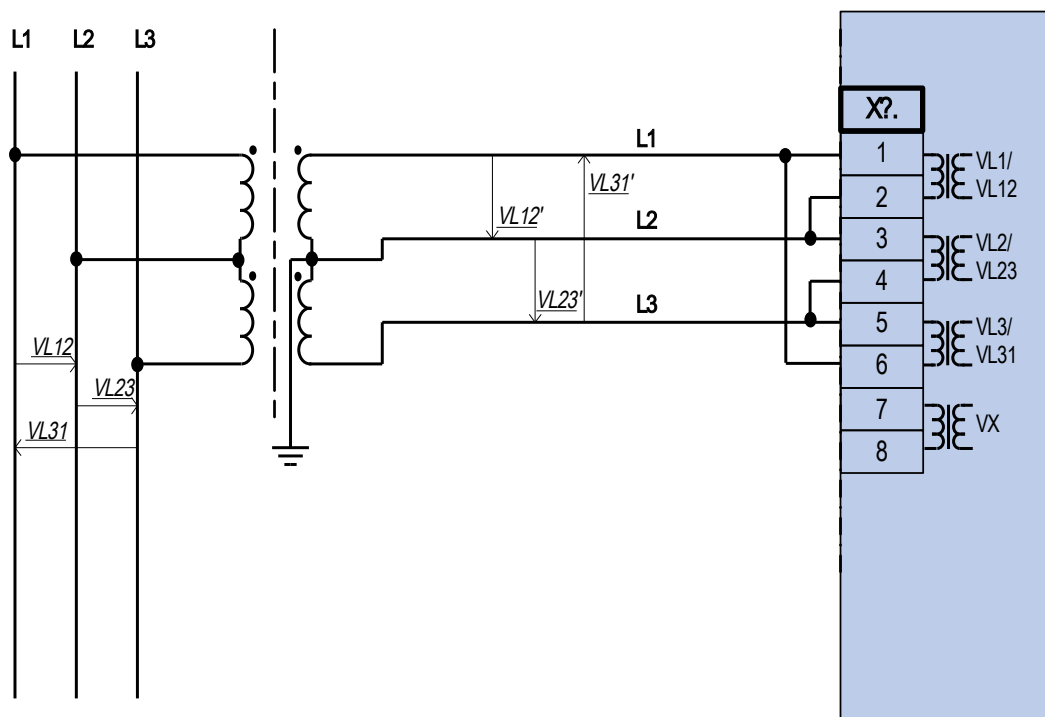 L1 L2 L3
X?.
L1
1
VL1/
VL31'
2
VL12
VL12'
L2
3
VL2/
VL23
4
VL23'
L3
5
VL3/
VL12
6
VL31
VL23
7
VX
VL31
8